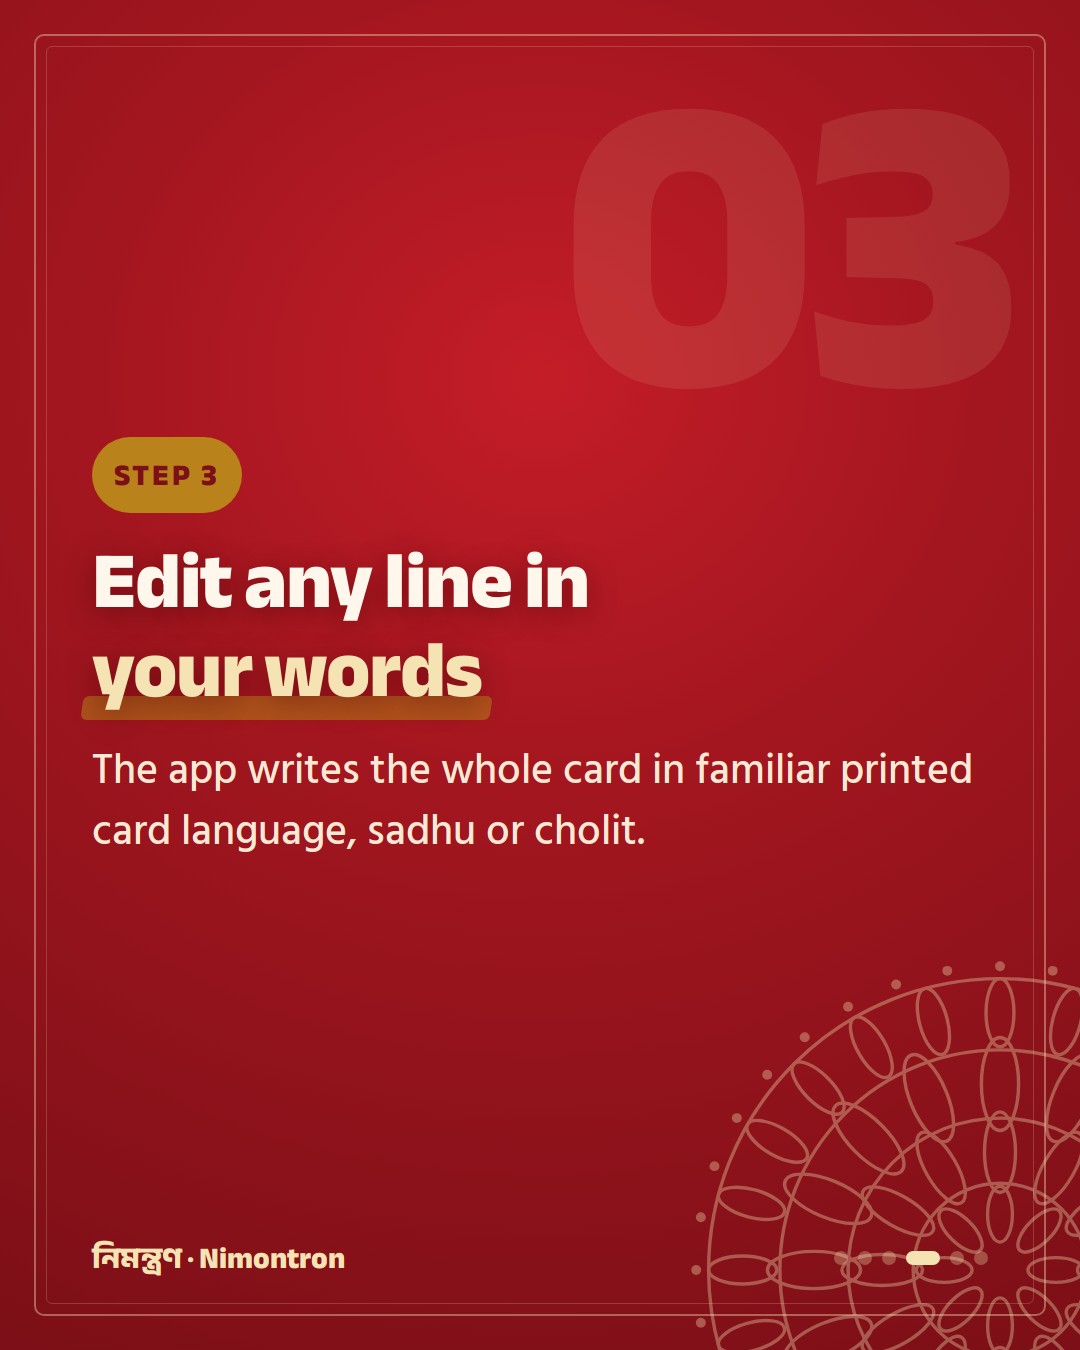 03
STEP 3
Edit any line in
your words
The app writes the whole card in familiar printed
card language, sadhu or cholit.
নিমন্ত্রণ · Nimontron